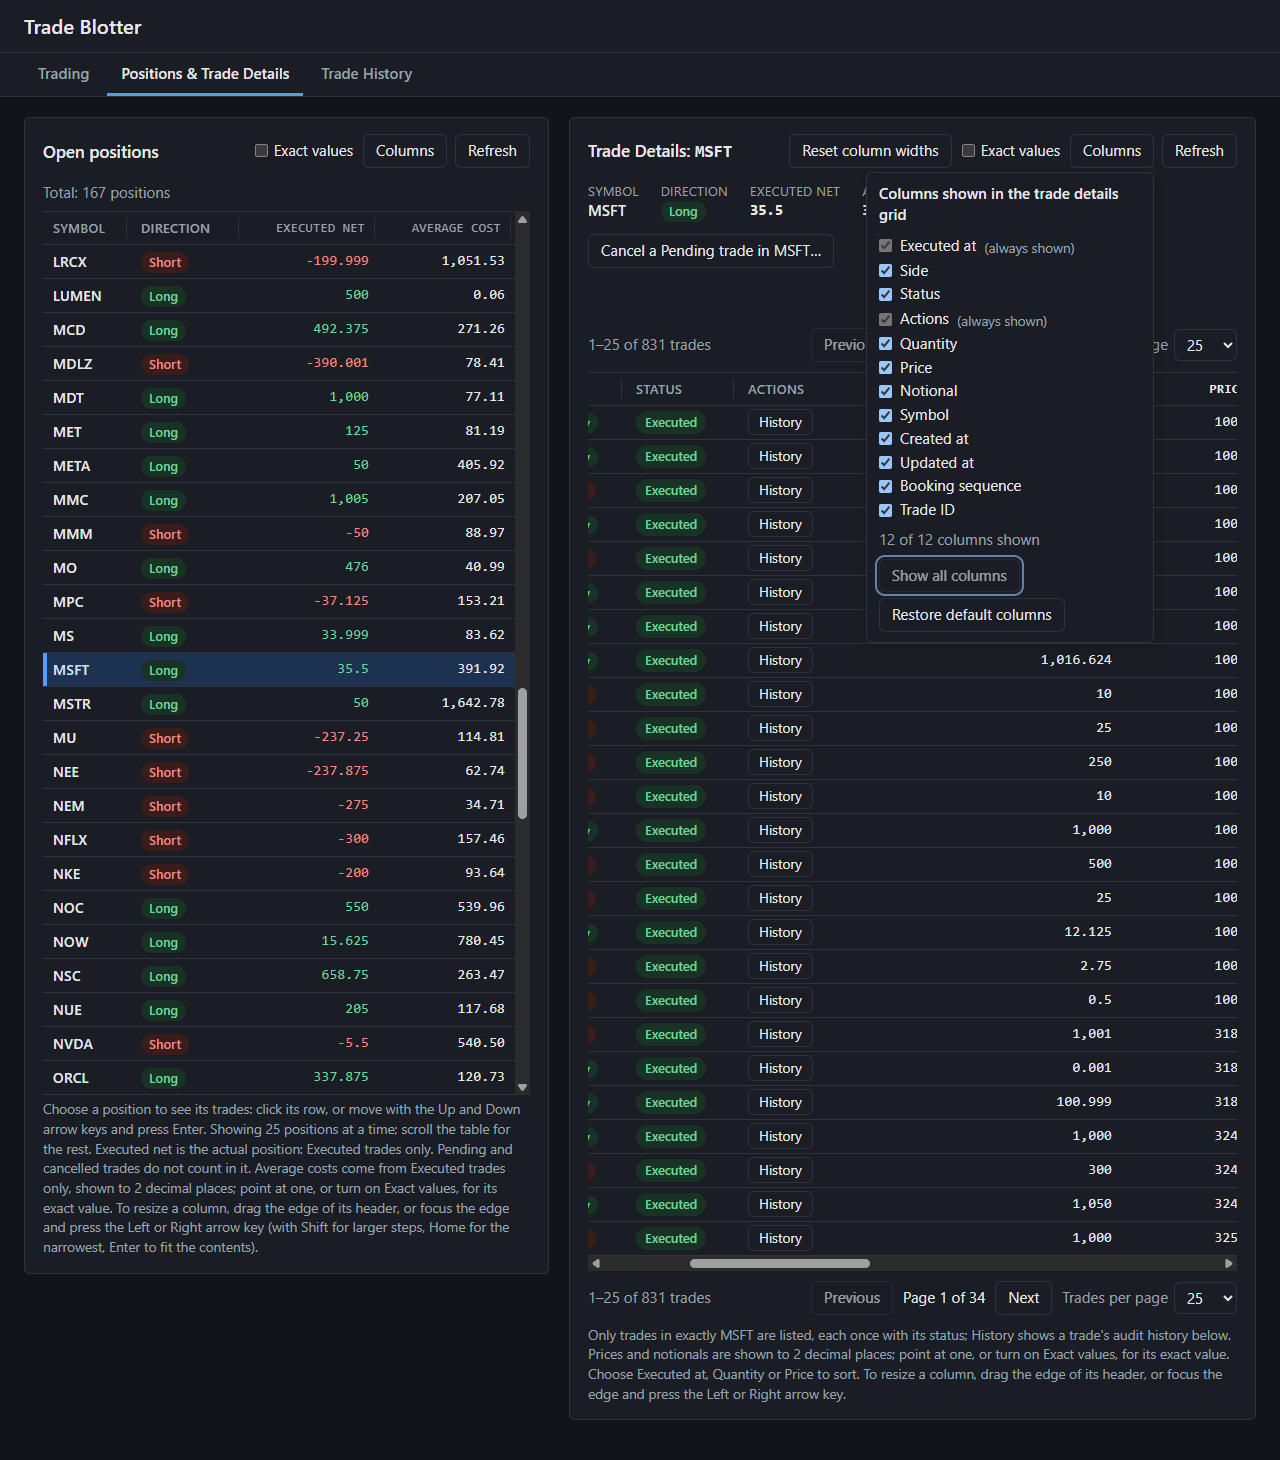 Trade Blotter
Trading
Positions & Trade Details
Trade History
Open positions
Exact values
Columns
Refresh
Total: 167 positions
SYMBOL DIRECTION EXECUTED NET AVERAGE COST
LRCX Short -199.999 1,051.53
LUMEN Long 500 0.06
MCD Long 492.375 271.26
MDLZ Short -390.001 78.41
MDT Long 1,000 77.11
MET Long 125 81.19
META Long 50 405.92
MMC Long 1,005 207.05
MMM Short -50 88.97
MO Long 476 40.99
MPC Short -37.125 153.21
MS Long 33.999 83.62
MSFT Long 35.5 391.92
MSTR Long 50 1,642.78
MU Short -237.25 114.81
NEE Short -237.875 62.74
NEM Short -275 34.71
NFLX Short -300 157.46
NKE Short -200 93.64
NOC Long 550 539.96
NOW Long 15.625 780.45
NSC Long 658.75 263.47
NUE Long 205 117.68
NVDA Short -5.5 540.50
ORCL Long 337.875 120.73
Choose a position to see its trades: click its row, or move with the Up and Down
arrow keys and press Enter. Showing 25 positions at a time; scroll the table for
the rest. Executed net is the actual position: Executed trades only. Pending and
cancelled trades do not count in it. Average costs come from Executed trades
only, shown to 2 decimal places; point at one, or turn on Exact values, for its
exact value. To resize a column, drag the edge of its header, or focus the edge
and press the Left or Right arrow key (with Shift for larger steps, Home for the
narrowest, Enter to fit the contents).
Trade Details: MSFT
Reset column widths
Exact values
Columns
Refresh
SYMBOL DIRECTION EXECUTED NET
MSFT Long 35.5
Cancel a Pending trade in MSFT...
Columns shown in the trade details
grid
Executed at (always shown)
Side
Status
Actions (always shown)
Quantity
Price
Notional
Symbol
Created at
Updated at
Booking sequence
Trade ID
12 of 12 columns shown
Show all columns
Restore default columns
1–25 of 831 trades
25
STATUS ACTIONS PRIC
Executed History 100
Executed History 100
Executed History 100
Executed History 100
Executed History 100
Executed History 100
Executed History 100
Executed History 1,016.624 100
Executed History 10 100
Executed History 25 100
Executed History 250 100
Executed History 10 100
Executed History 1,000 100
Executed History 500 100
Executed History 25 100
Executed History 12.125 100
Executed History 2.75 100
Executed History 0.5 100
Executed History 1,001 318
Executed History 0.001 318
Executed History 100.999 318
Executed History 1,000 324
Executed History 300 324
Executed History 1,050 324
Executed History 1,000 325
1–25 of 831 trades
Previous
Page 1 of 34
Next
Trades per page
25
Only trades in exactly MSFT are listed, each once with its status; History shows a trade's audit history below.
Prices and notionals are shown to 2 decimal places; point at one, or turn on Exact values, for its exact value.
Choose Executed at, Quantity or Price to sort. To resize a column, drag the edge of its header, or focus the
edge and press the Left or Right arrow key.